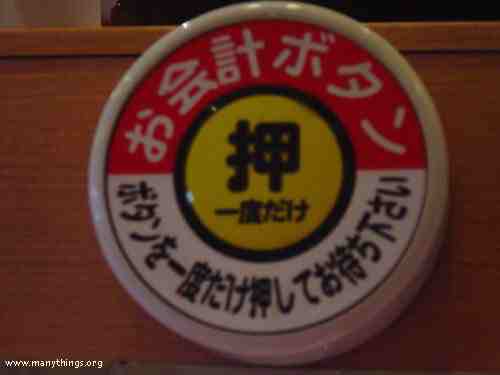 お会計ボタン
押
一度だけ
ボタンを一度だけ押してお待ち下さい
www.manythings.org